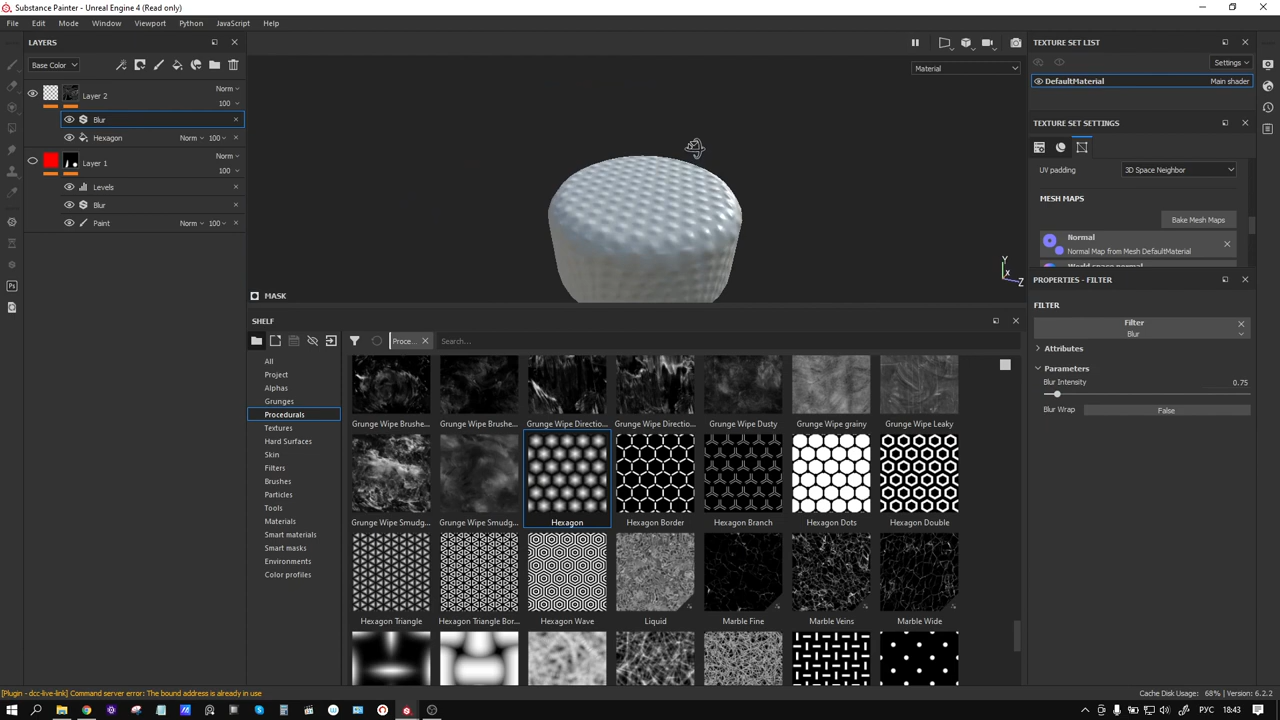 Substance Painter - Unreal Engine 4 (Read only)
File Edit Mode Window Viewport Python JavaScript Help
LAYERS
Base Color
Layer 2
Norm
100
Blur
Hexagon
Norm
100
Layer 1
Norm
100
Levels
Blur
Paint
Norm
100
Material
MASK
SHELF
Proce...
Search...
All
Project
Alphas
Grunges
Procedurals
Textures
Hard Surfaces
Skin
Filters
Brushes
Particles
Tools
Materials
Smart materials
Smart masks
Environments
Color profiles
Grunge Wipe Brushe... Grunge Wipe Brushe... Grunge Wipe Directio... Grunge Wipe Directio... Grunge Wipe Dusty Grunge Wipe grainy Grunge Wipe Leaky
Grunge Wipe Smudg... Grunge Wipe Smudg... Hexagon Hexagon Border Hexagon Branch Hexagon Dots Hexagon Double
Hexagon Triangle Hexagon Triangle Bor... Hexagon Wave Liquid Marble Fine Marble Veins Marble Wide
TEXTURE SET LIST
Settings
DefaultMaterial Main shader
TEXTURE SET SETTINGS
UV padding 3D Space Neighbor
MESH MAPS
Bake Mesh Maps
Normal
Normal Map from Mesh DefaultMaterial
PROPERTIES - FILTER
FILTER
Filter
Blur
Attributes
Parameters
Blur Intensity 0.75
Blur Wrap False
Y
X
Z
[Plugin - dcc-live-link] Command server error: The bound address is already in use
Cache Disk Usage: 68% | Version: 6.2.2
РУС 18:43